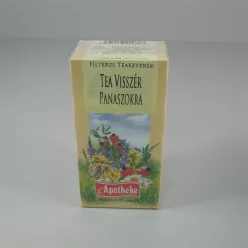 Filteres Teakeverék
Tea Visszér
Panaszokra
Apotheke